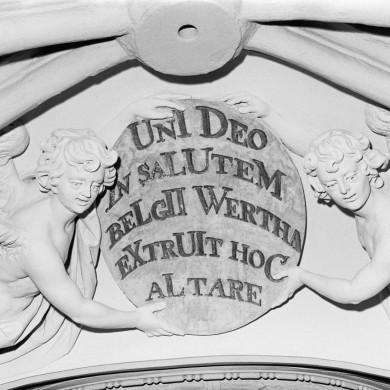 UNI DEO
IN SALUTEM
BELGII WERTHA
EXTRUIT HOC
ALTARE